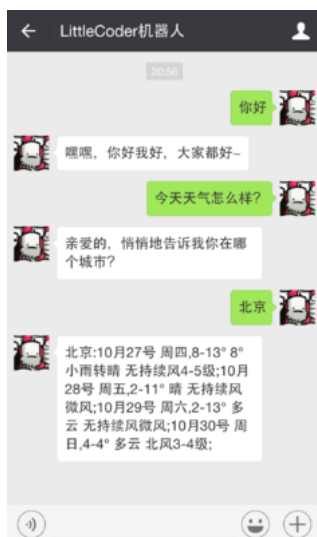 LittleCoder机器人
20:56
你好
嘿嘿，你好我好，大家都好~
今天天气怎么样？
亲爱的，悄悄地告诉我你在哪
个城市？
北京
北京:10月27号 周四,8-13° 8°
小雨转晴 无持续风4-5级;10月
28号 周五,2-11° 晴 无持续风
微风;10月29号 周六,2-13° 多
云 无持续风微风;10月30号 周
日,4-4° 多云 北风3-4级;